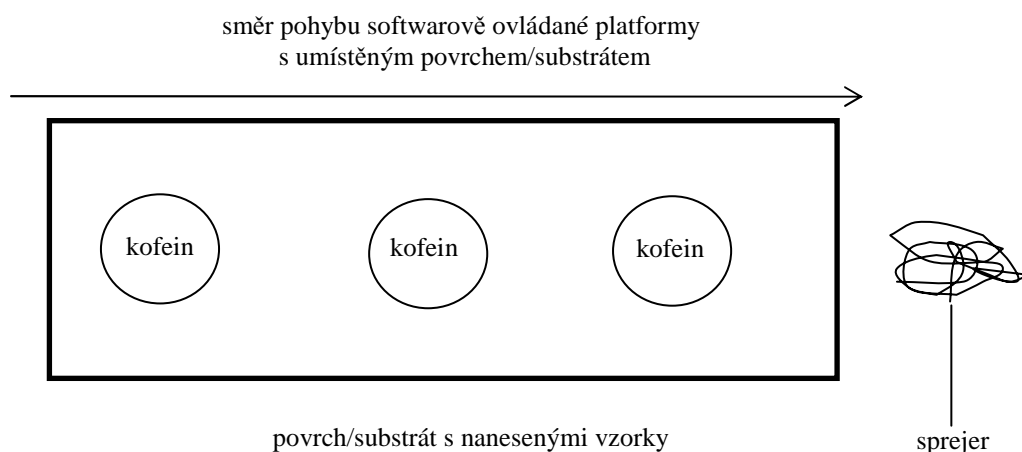 směr pohybu softwarově ovládané platformy
s umístěným povrchem/substrátem
kofein
kofein
kofein
povrch/substrát s nanesenými vzorky
sprejer